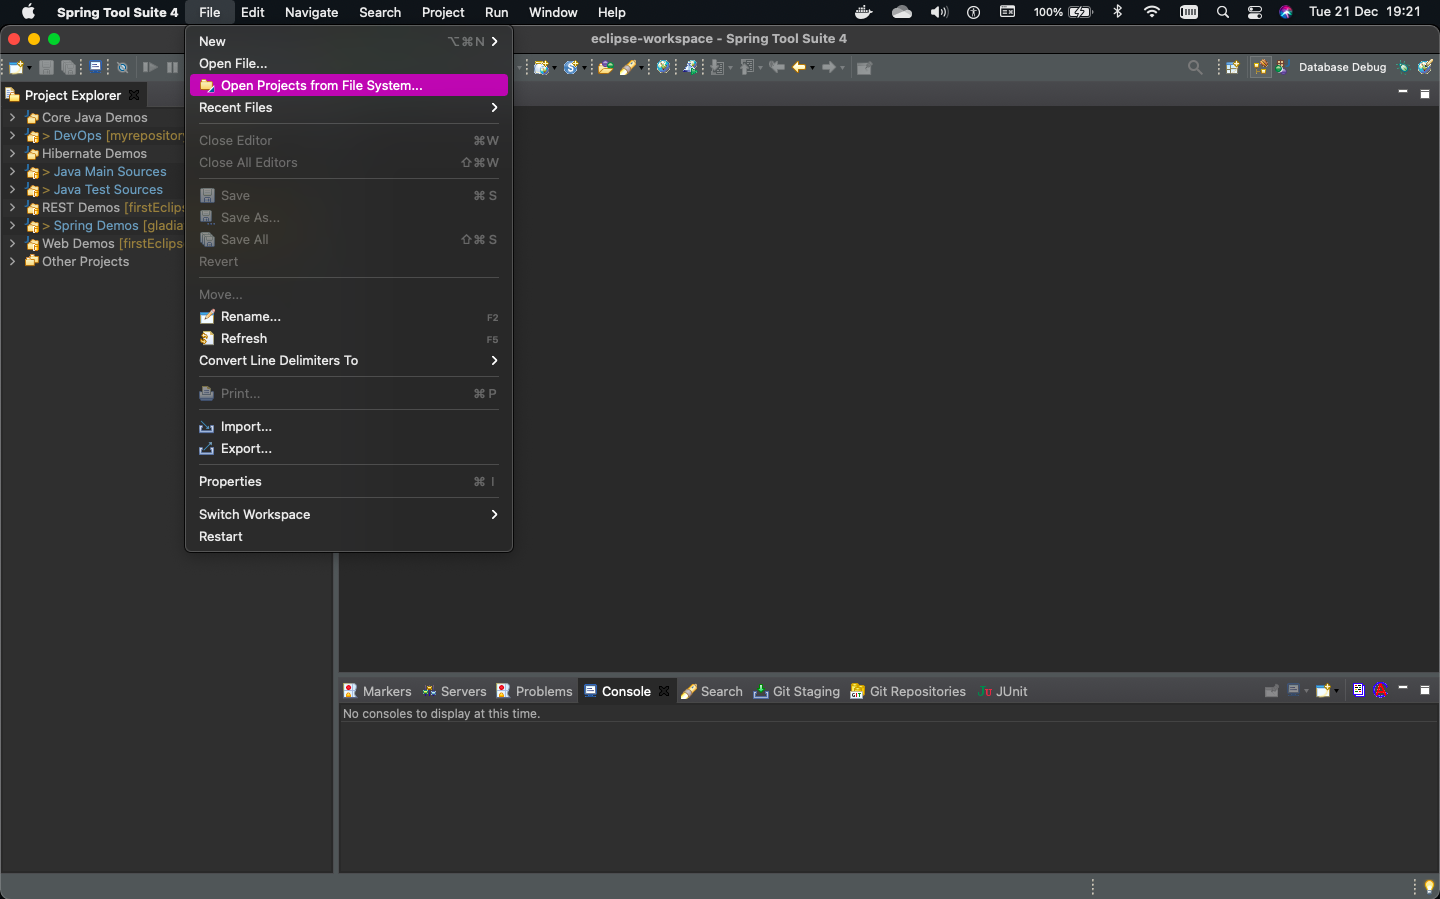 Spring Tool Suite 4 File Edit Navigate Search Project Run Window Help 100% Tue 21 Dec 19:21
eclipse-workspace - Spring Tool Suite 4
Database Debug
Project Explorer
Core Java Demos
> DevOps [myrepository
Hibernate Demos
> Java Main Sources
> Java Test Sources
REST Demos [firstEclips
> Spring Demos [gladia
Web Demos [firstEclips
Other Projects
New ⌥⌘N
Open File...
Open Projects from File System...
Recent Files
Close Editor ⌘W
Close All Editors ⇧⌘W
Save ⌘S
Save As...
Save All ⇧⌘S
Revert
Move...
Rename... F2
Refresh F5
Convert Line Delimiters To
Print... ⌘P
Import...
Export...
Properties ⌘I
Switch Workspace
Restart
Markers Servers Problems Console Search Git Staging Git Repositories JUnit
No consoles to display at this time.